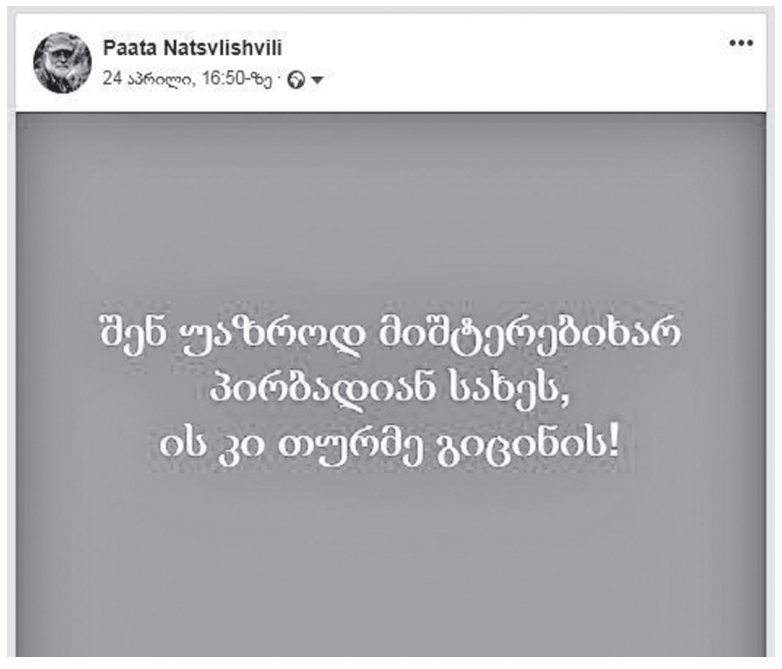 Paata Natsvlishvili
24 აპრილი, 16:50-ზე ·
შენ უაზროდ მიშტერებიხარ
პირბადიან სახეს,
ის კი თურმე გიცინის!